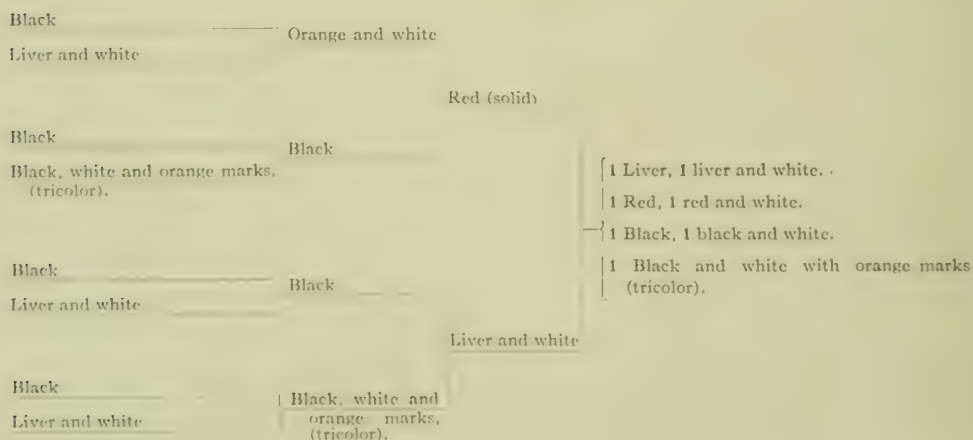 Black
Liver and white
Orange and white
Red (solid)
Black
Black, white and orange marks,
(tricolor).
Black
Black
Liver and white
Black
Liver and white
Black
Liver and white
Black, white and
orange marks,
(tricolor).
1 Liver, 1 liver and white.
1 Red, 1 red and white.
1 Black, 1 black and white.
1 Black and white with orange marks
(tricolor).